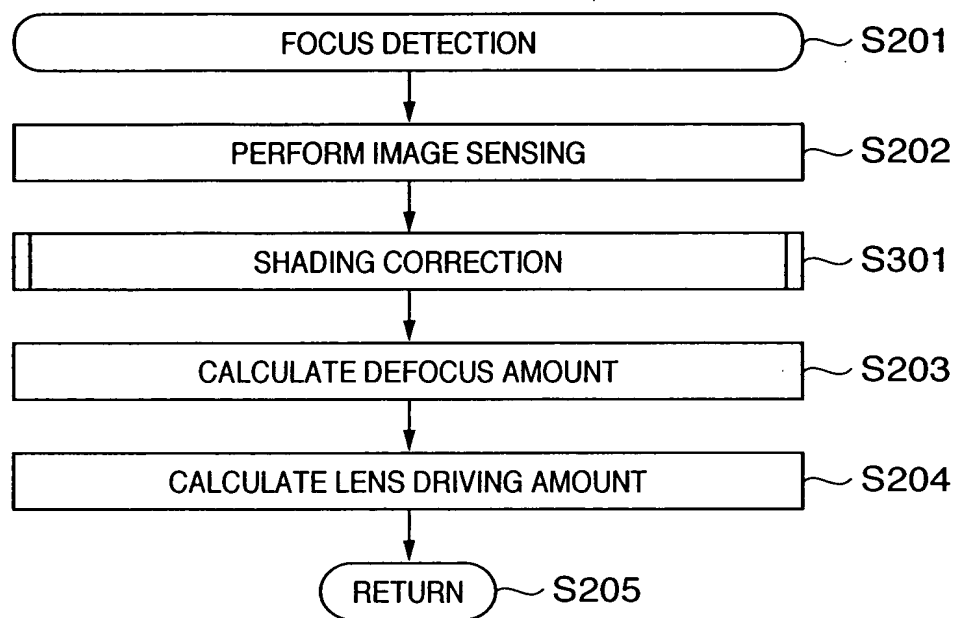 FOCUS DETECTION S201
PERFORM IMAGE SENSING S202
SHADING CORRECTION S301
CALCULATE DEFOCUS AMOUNT S203
CALCULATE LENS DRIVING AMOUNT S204
RETURN S205